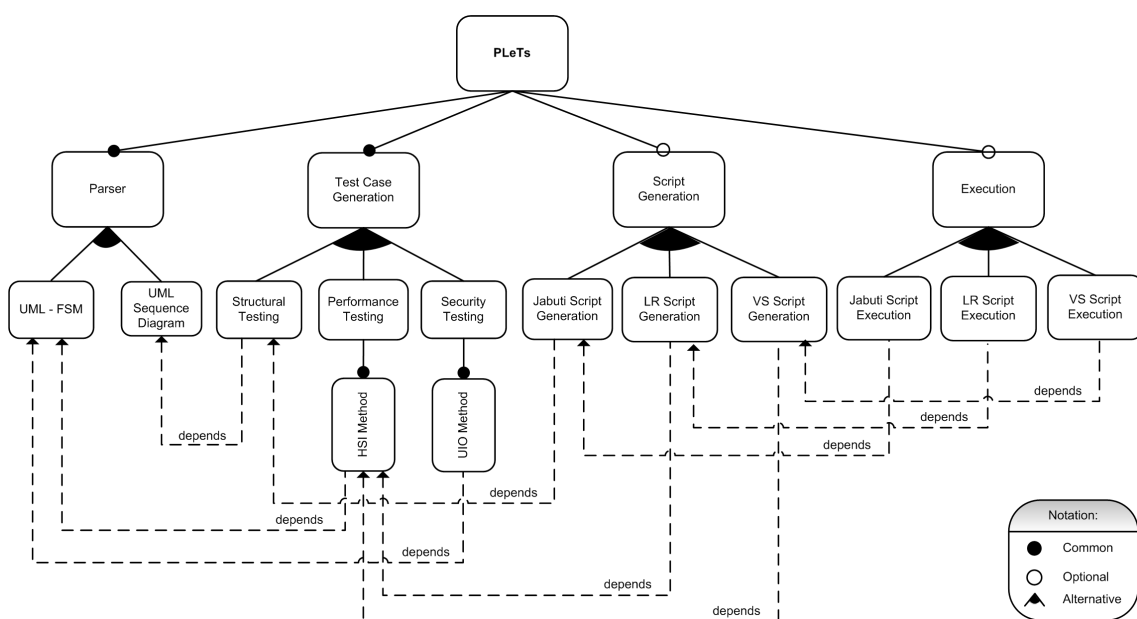 PLeTs
Parser
Test Case
Generation
Script
Generation
Execution
UML - FSM
UML
Sequence
Diagram
Structural
Testing
Performance
Testing
Security
Testing
Jabuti Script
Generation
LR Script
Generation
VS Script
Generation
Jabuti Script
Execution
LR Script
Execution
VS Script
Execution
HSI Method
UIO Method
depends
depends
depends
depends
depends
depends
depends
depends
depends
Notation:
Common
Optional
Alternative